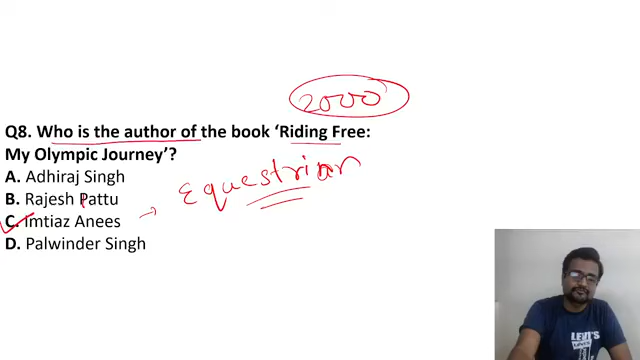 2000
Q8. Who is the author of the book ‘Riding Free:
My Olympic Journey’?
A. Adhiraj Singh
B. Rajesh Pattu
C. Imtiaz Anees
Equestrian
D. Palwinder Singh
LEVI'S